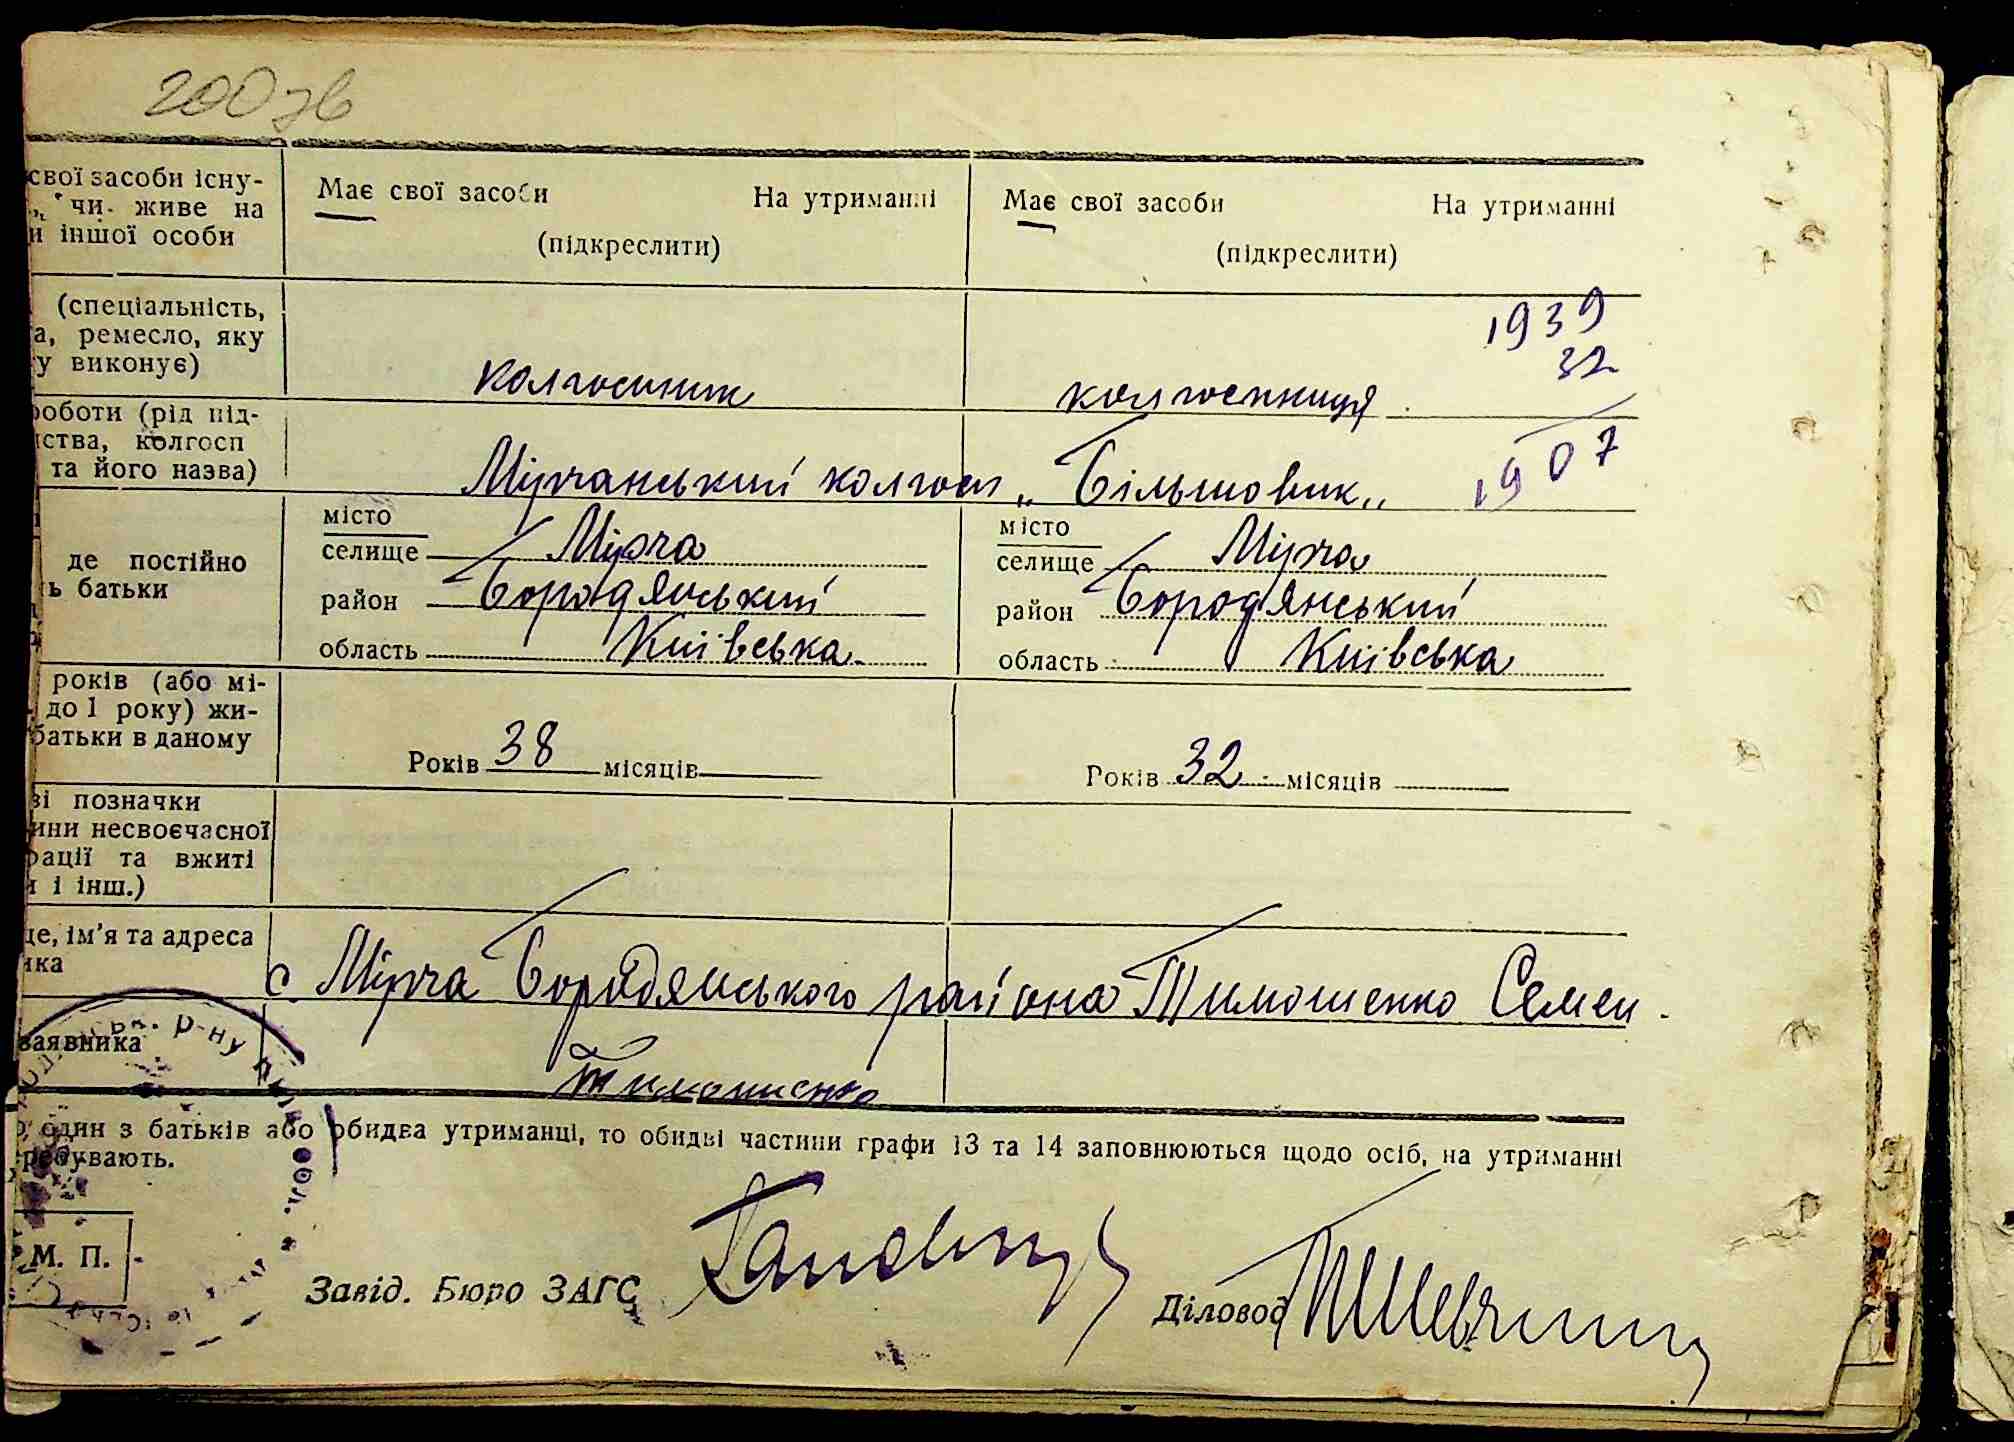 200 зв
свої засоби існу-
чи живе на
и іншої особи
Має свої засоби На утриманні
(підкреслити)
Має свої засоби На утриманні
(підкреслити)
(спеціальність,
а, ремесло, яку
у виконує)
колгоспник
колгоспниця
1939
32
1907
роботи (рід під-
ства, колгосп
та його назва)
Мірчанський колгосп „Більшовик„
де постійно
ь батьки
місто
селище Мірча
район Бородянський
область Київська
місто
селище Мірча
район Бородянський
область Київська
років (або мі-
до 1 року) жи-
батьки в даному
Років 38 місяців
Років 32 місяців
зі позначки
ини несвоєчасної
рації та вжиті
и і інш.)
це, ім'я та адреса
ика
с. Мірча Бородянського району Тимошенко Семен.
заявника
Тимошенко
один з батьків або обидва утриманці, то обидві частини графи 13 та 14 заповнюються щодо осіб, на утриманні
ребувають.
М. П.
Завід. Бюро ЗАГС
Діловод